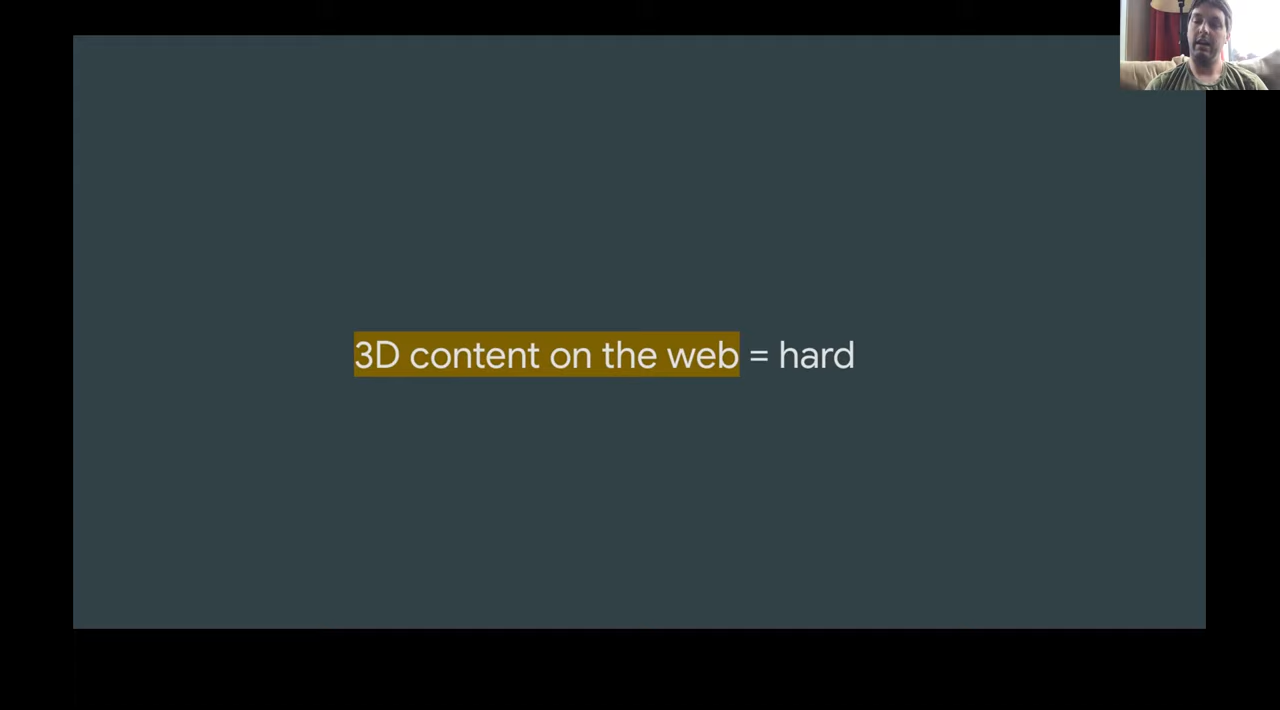 3D content on the web = hard